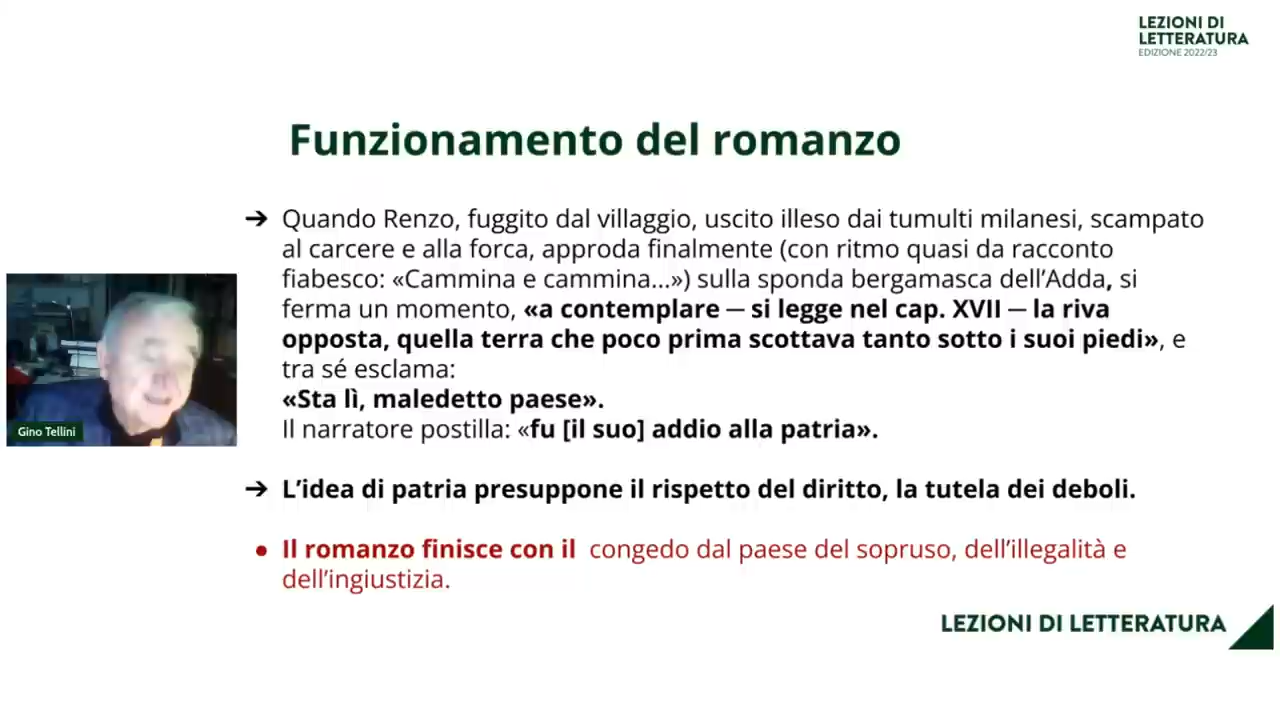 LEZIONI DI
LETTERATURA
EDIZIONE 2022/23
Funzionamento del romanzo
➔ Quando Renzo, fuggito dal villaggio, uscito illeso dai tumulti milanesi, scampato
al carcere e alla forca, approda finalmente (con ritmo quasi da racconto
fiabesco: «Cammina e cammina...») sulla sponda bergamasca dell’Adda, si
ferma un momento, «a contemplare — si legge nel cap. XVII — la riva
opposta, quella terra che poco prima scottava tanto sotto i suoi piedi», e
tra sé esclama:
«Sta lì, maledetto paese».
Il narratore postilla: «fu [il suo] addio alla patria».
➔ L’idea di patria presuppone il rispetto del diritto, la tutela dei deboli.
● Il romanzo finisce con il congedo dal paese del sopruso, dell’illegalità e
dell’ingiustizia.
Gino Tellini
LEZIONI DI LETTERATURA